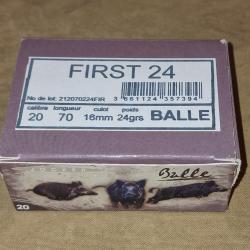 FIRST 24
No de lot: 212070224FIR
3 661124 357394
calibre longueur culot poids
20 70 16mm 24grs BALLE
Balle
20